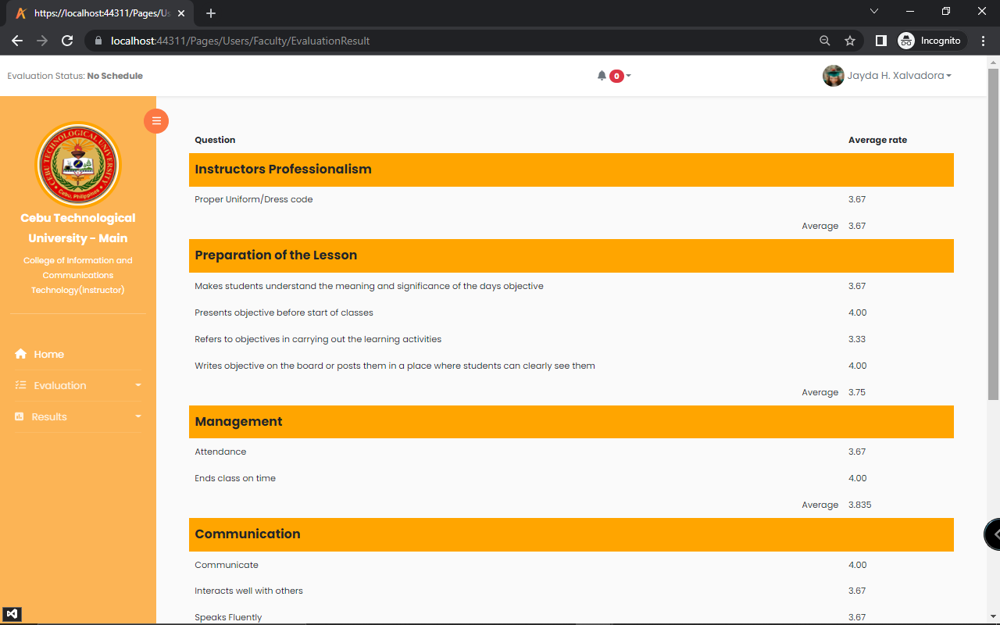 https://localhost:44311/Pages/Us
localhost:44311/Pages/Users/Faculty/EvaluationResult
Incognito
Evaluation Status: No Schedule
0
Jayda H. Xalvadora
CEBU TECHNOLOGICAL UNIVERSITY
Cebu, Philippines
Cebu Technological
University - Main
College of Information and
Communications
Technology(instructor)
Home
Evaluation
Results
Question Average rate
Instructors Professionalism
Proper Uniform/Dress code 3.67
Average 3.67
Preparation of the Lesson
Makes students understand the meaning and significance of the days objective 3.67
Presents objective before start of classes 4.00
Refers to objectives in carrying out the learning activities 3.33
Writes objective on the board or posts them in a place where students can clearly see them 4.00
Average 3.75
Management
Attendance 3.67
Ends class on time 4.00
Average 3.835
Communication
Communicate 4.00
Interacts well with others 3.67
Speaks Fluently 3.67